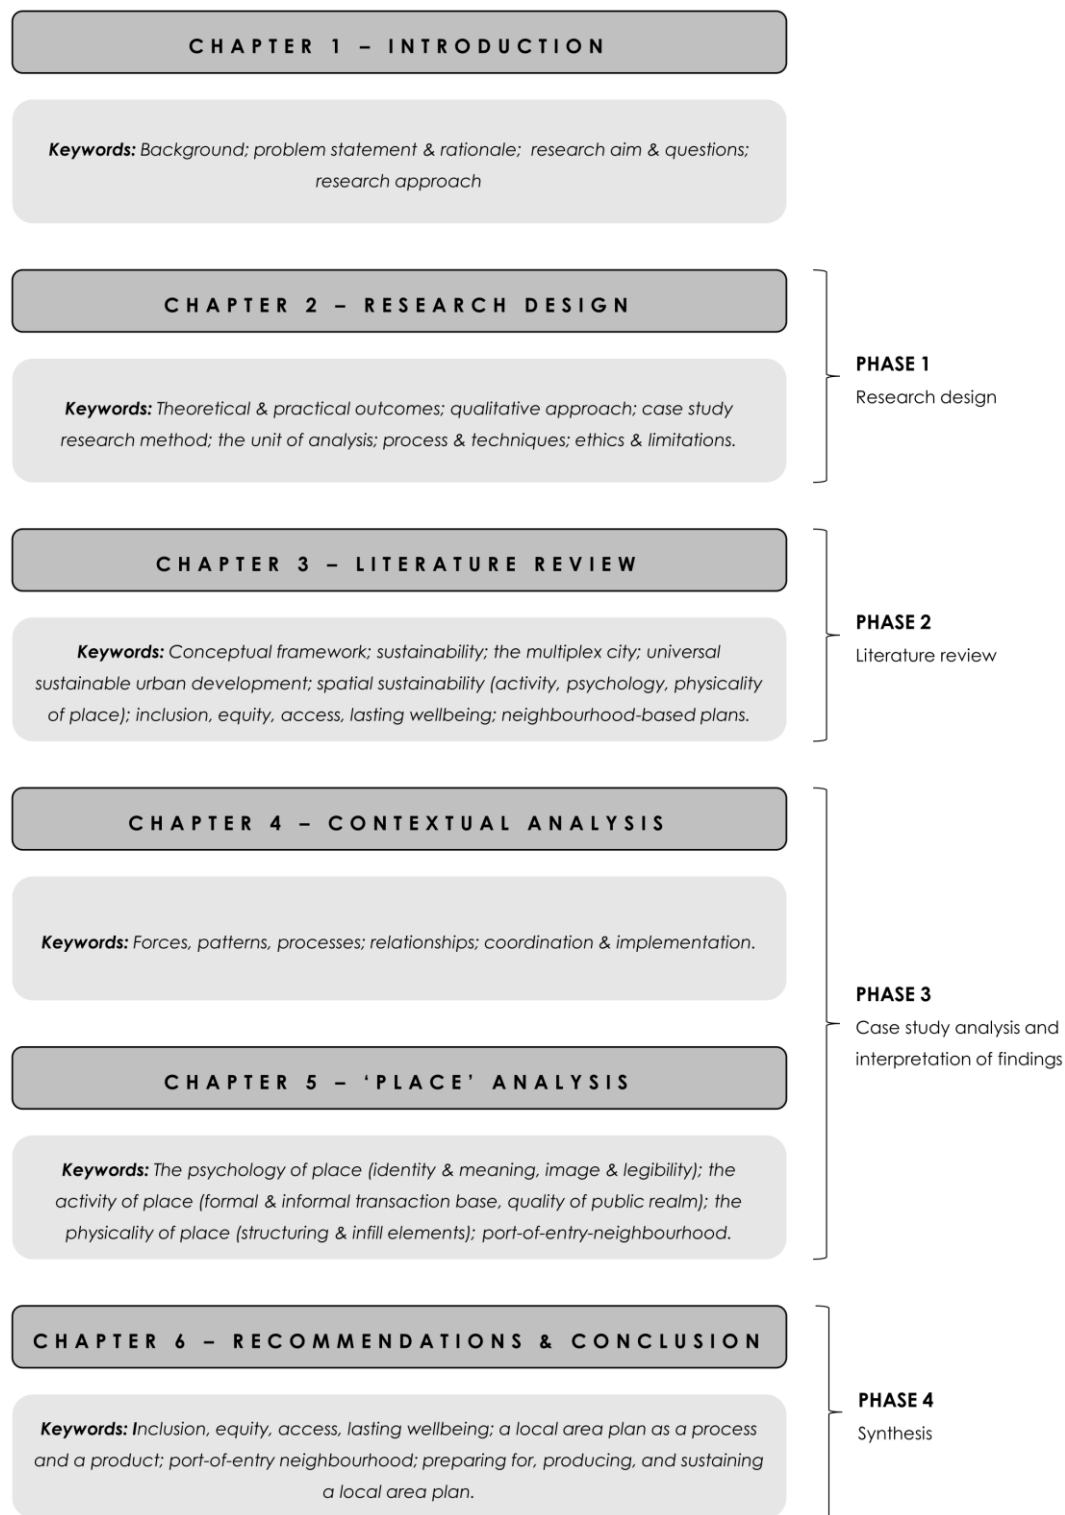 CHAPTER 1 – INTRODUCTION
Keywords: Background; problem statement & rationale; research aim & questions;
research approach
CHAPTER 2 – RESEARCH DESIGN
Keywords: Theoretical & practical outcomes; qualitative approach; case study
research method; the unit of analysis; process & techniques; ethics & limitations.
PHASE 1
Research design
CHAPTER 3 – LITERATURE REVIEW
Keywords: Conceptual framework; sustainability; the multiplex city; universal
sustainable urban development; spatial sustainability (activity, psychology, physicality
of place); inclusion, equity, access, lasting wellbeing; neighbourhood-based plans.
PHASE 2
Literature review
CHAPTER 4 – CONTEXTUAL ANALYSIS
Keywords: Forces, patterns, processes; relationships; coordination & implementation.
CHAPTER 5 – ‘PLACE’ ANALYSIS
Keywords: The psychology of place (identity & meaning, image & legibility); the
activity of place (formal & informal transaction base, quality of public realm); the
physicality of place (structuring & infill elements); port-of-entry-neighbourhood.
PHASE 3
Case study analysis and
interpretation of findings
CHAPTER 6 – RECOMMENDATIONS & CONCLUSION
Keywords: Inclusion, equity, access, lasting wellbeing; a local area plan as a process
and a product; port-of-entry neighbourhood; preparing for, producing, and sustaining
a local area plan.
PHASE 4
Synthesis